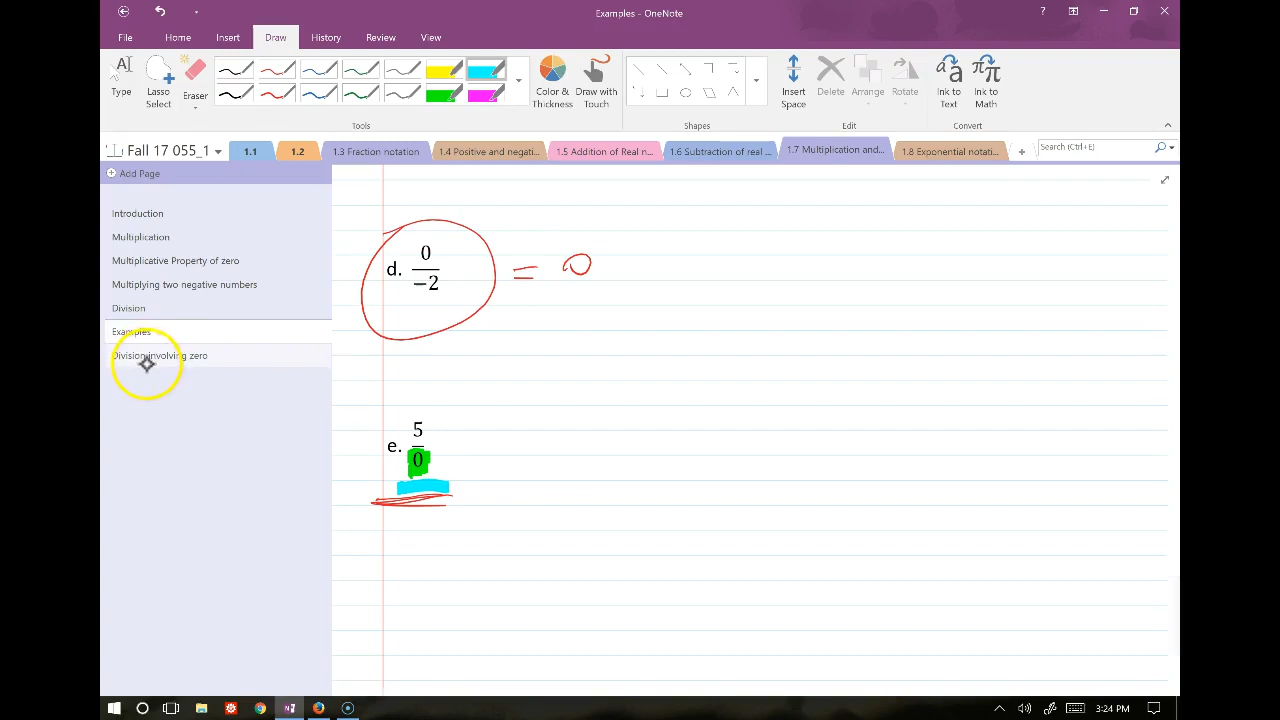 Examples - OneNote
?
File Home Insert Draw History Review View
Type
Lasso Select
Eraser
Color & Thickness
Draw with Touch
Insert Space
Delete
Arrange
Rotate
Ink to Text
Ink to Math
Tools
Shapes
Edit
Convert
Fall 17 055_1
1.1
1.2
1.3 Fraction notation
1.4 Positive and negati...
1.5 Addition of Real n...
1.6 Subtraction of real ...
1.7 Multiplication and...
1.8 Exponential notati...
+
Search (Ctrl+E)
Add Page
Introduction
Multiplication
Multiplicative Property of zero
Multiplying two negative numbers
Division
Examples
Division involving zero
d. 0/−2 = 0
e. 5/0
3:24 PM